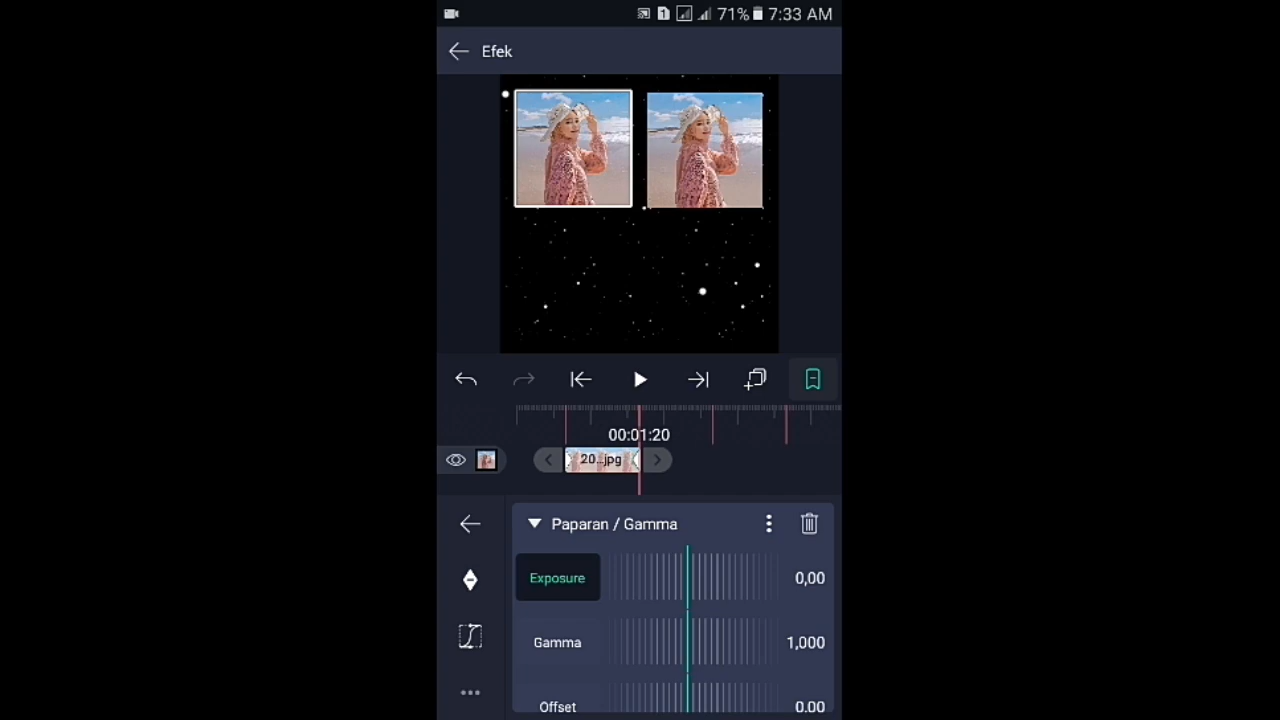 1 71% 7:33 AM
Efek
00:01:20
20...jpg
Paparan / Gamma
Exposure 0,00
Gamma 1,000
Offset 0.00